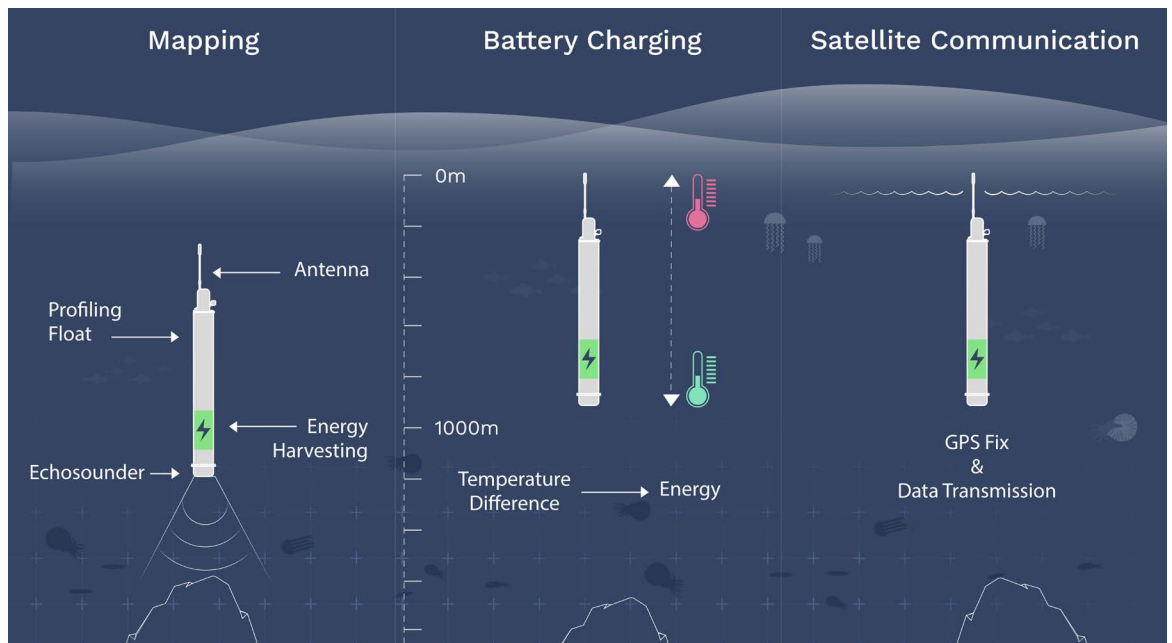 Mapping
Antenna
Profiling
Float
Energy
Harvesting
Echosounder
Battery Charging
0m
1000m
Temperature
Difference
Energy
Satellite Communication
GPS Fix
&
Data Transmission